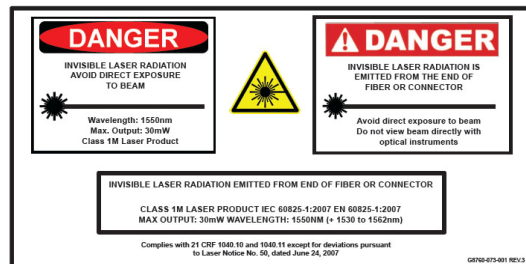 DANGER
INVISIBLE LASER RADIATION
AVOID DIRECT EXPOSURE
TO BEAM
Wavelength: 1550nm
Max. Output: 30mW
Class 1M Laser Product
DANGER
INVISIBLE LASER RADIATION IS
EMITTED FROM THE END OF
FIBER OR CONNECTOR
Avoid direct exposure to beam
Do not view beam directly with
optical instruments
INVISIBLE LASER RADIATION EMITTED FROM END OF FIBER OR CONNECTOR
CLASS 1M LASER PRODUCT IEC 60825-1:2007 EN 60825-1:2007
MAX OUTPUT: 30mW WAVELENGTH: 1550NM (+ 1530 to 1562nm)
Complies with 21 CRF 1040.10 and 1040.11 except for deviations pursuant
to Laser Notice No. 50, dated June 24, 2007
G8760-073-001 REV.5